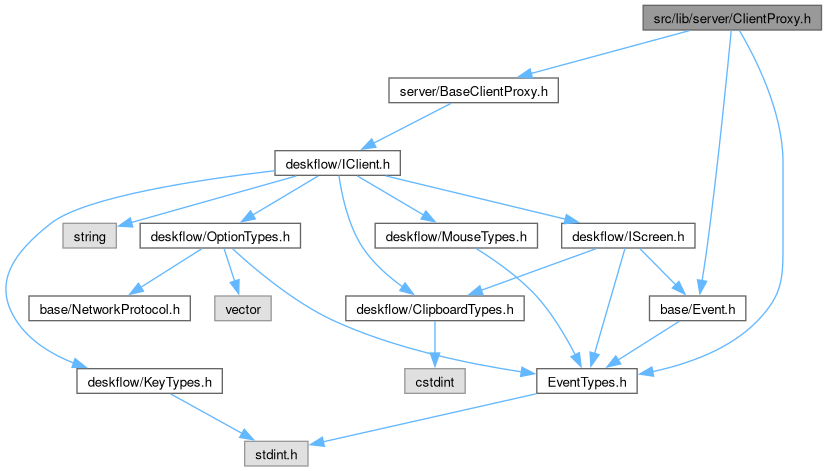 src/lib/server/ClientProxy.h
server/BaseClientProxy.h
deskflow/IClient.h
string
deskflow/OptionTypes.h
deskflow/MouseTypes.h
deskflow/IScreen.h
base/NetworkProtocol.h
vector
deskflow/ClipboardTypes.h
base/Event.h
deskflow/KeyTypes.h
cstdint
EventTypes.h
stdint.h